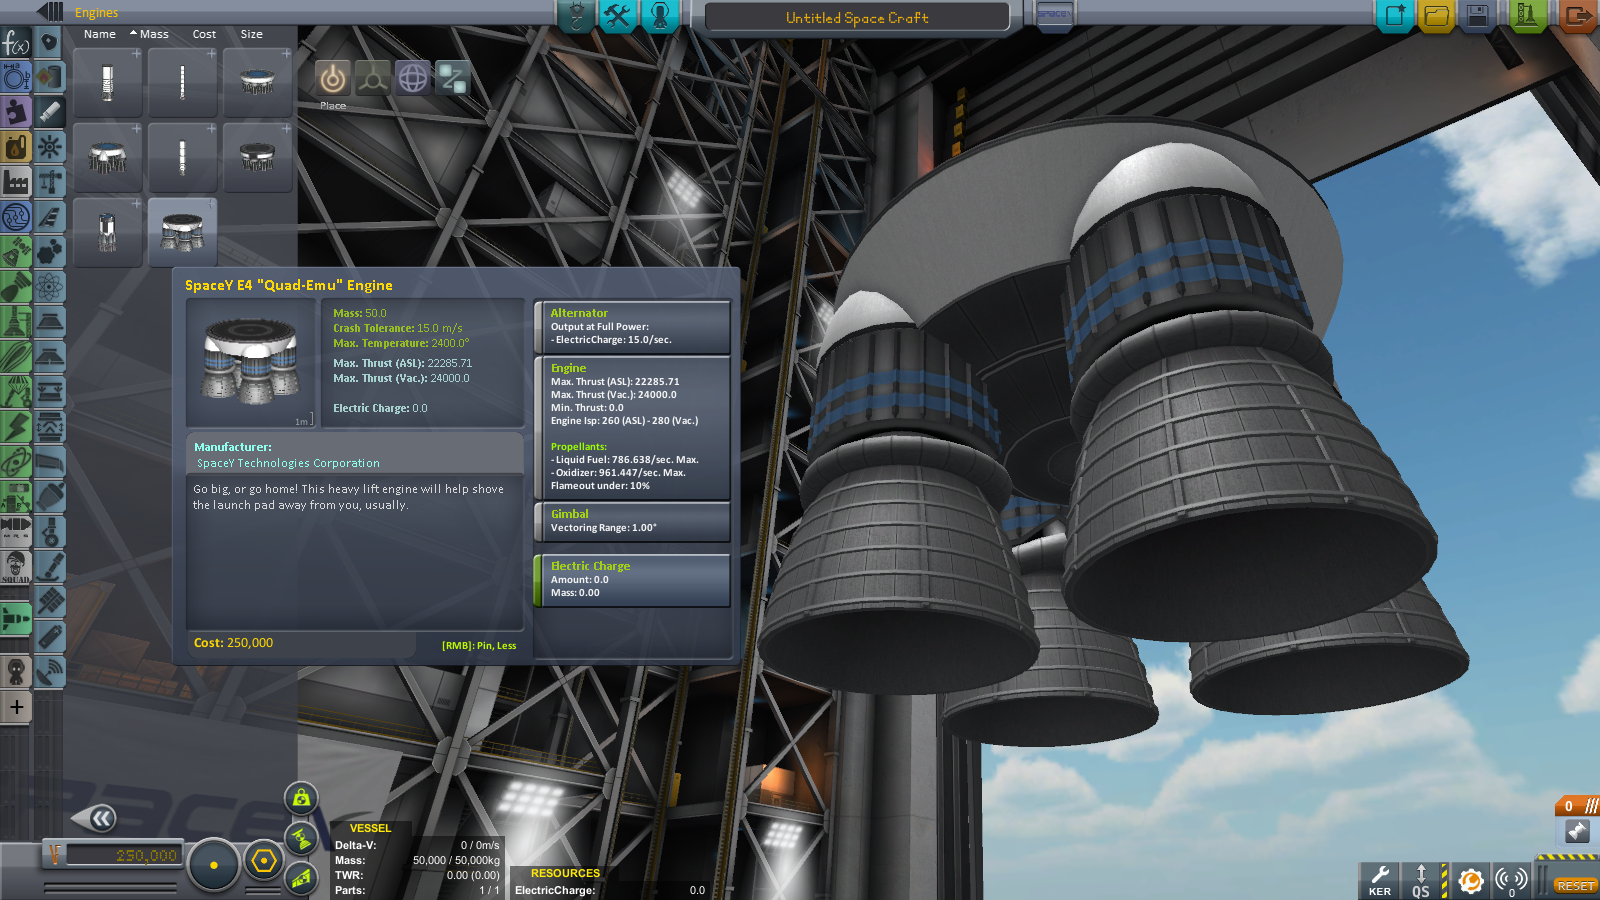 Engines
Untitled Space Craft
Name Mass Cost Size
Place
SpaceY E4 "Quad-Emu" Engine
Mass: 50.0
Crash Tolerance: 15.0 m/s
Max. Temperature: 2400.0°
Max. Thrust (ASL): 22285.71
Max. Thrust (Vac.): 24000.0
Electric Charge: 0.0
1m
Manufacturer:
SpaceY Technologies Corporation
Go big, or go home! This heavy lift engine will help shove
the launch pad away from you, usually.
Cost: 250,000
[RMB]: Pin, Less
Alternator
Output at Full Power:
- ElectricCharge: 15.0/sec.
Engine
Max. Thrust (ASL): 22285.71
Max. Thrust (Vac.): 24000.0
Min. Thrust: 0.0
Engine Isp: 260 (ASL) - 280 (Vac.)
Propellants:
- Liquid Fuel: 786.638/sec. Max.
- Oxidizer: 961.447/sec. Max.
Flameout under: 10%
Gimbal
Vectoring Range: 1.00°
Electric Charge
Amount: 0.0
Mass: 0.00
f(x)
SQUAD
+
250,000
VESSEL
Delta-V: 0 / 0m/s
Mass: 50,000 / 50,000kg
TWR: 0.00 (0.00)
Parts: 1 / 1
RESOURCES
ElectricCharge: 0.0
0
KER
QS
0
RESET